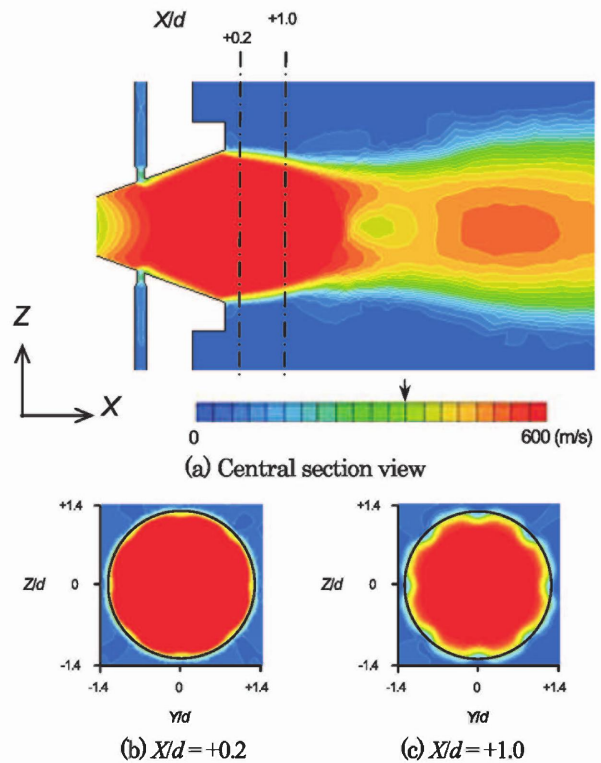 X/d
+0.2
+1.0
Z
X
0
600 (m/s)
(a) Central section view
+1.4
Z/d
0
-1.4
-1.4
0
+1.4
Y/d
(b) X/d = +0.2
+1.4
Z/d
0
-1.4
-1.4
0
+1.4
Y/d
(c) X/d = +1.0